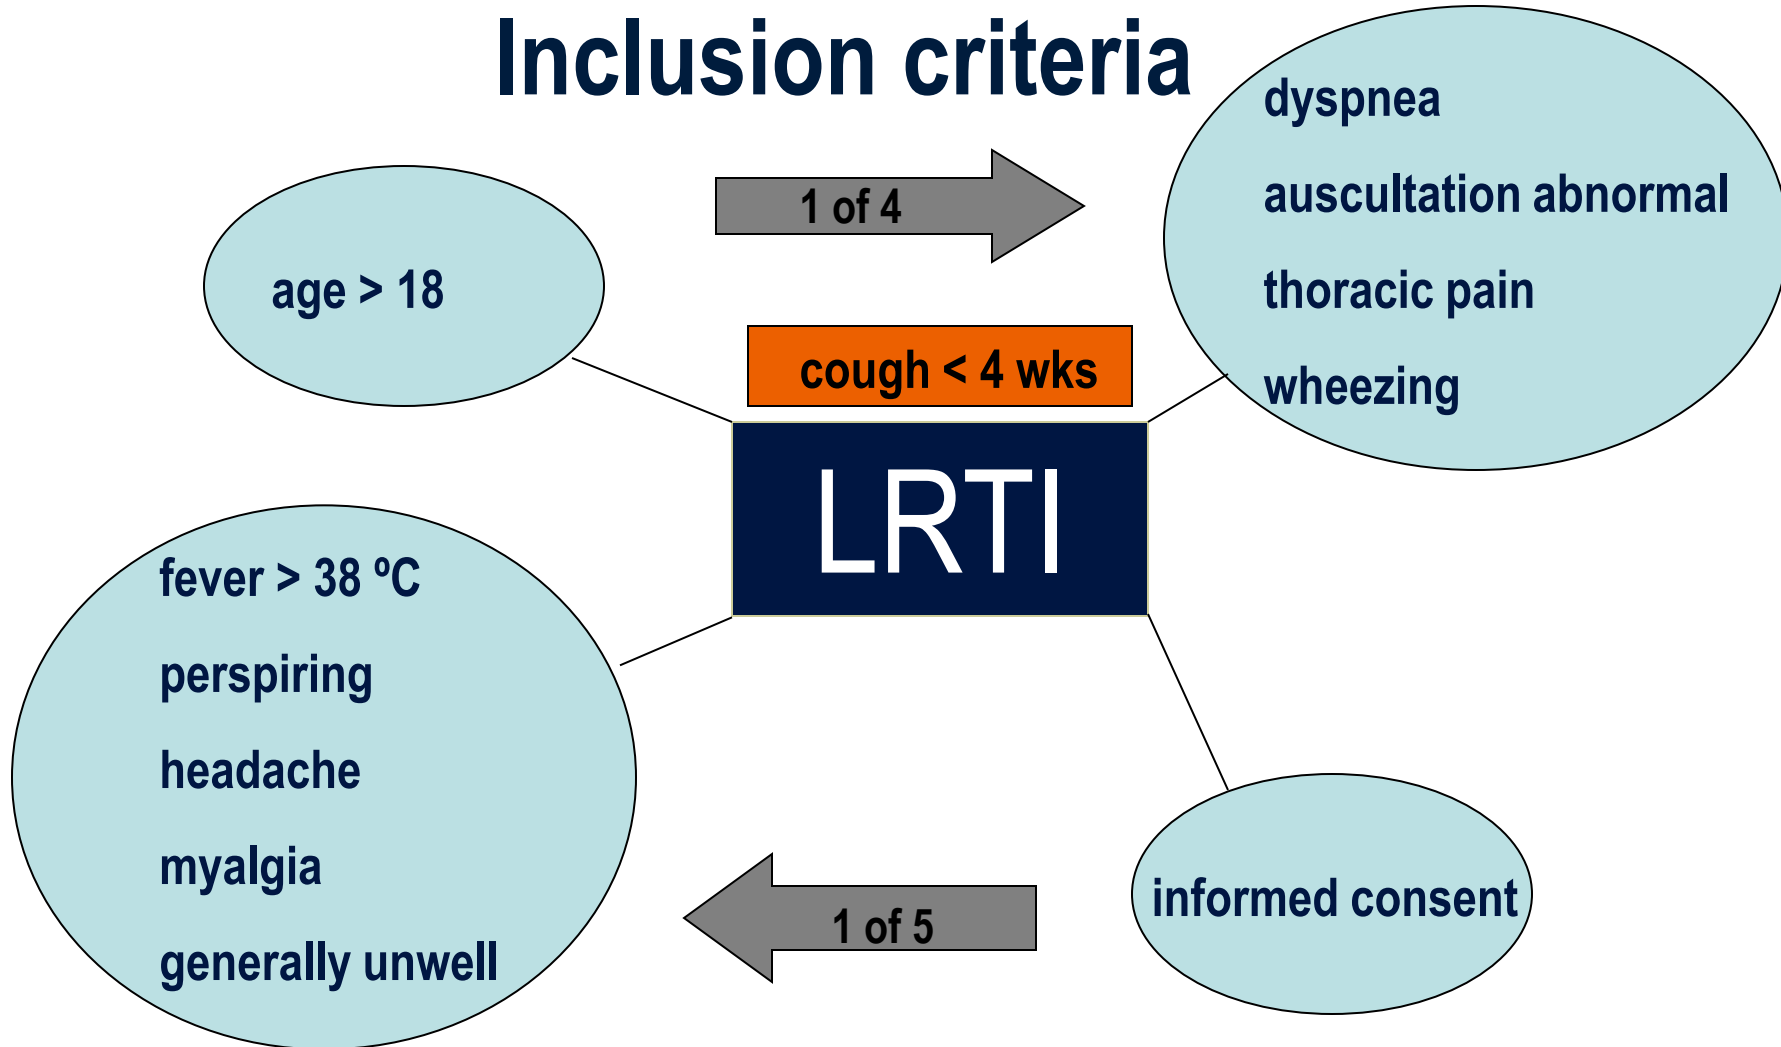 Inclusion criteria
dyspnea
auscultation abnormal
thoracic pain
wheezing
1 of 4
age > 18
cough < 4 wks
LRTI
fever > 38 ºC
perspiring
headache
myalgia
generally unwell
1 of 5
informed consent